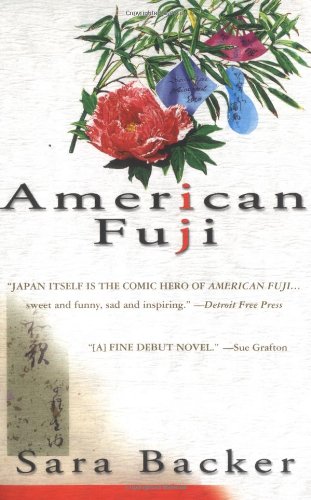 American
Fuji
“JAPAN ITSELF IS THE COMIC HERO OF AMERICAN FUJI...
sweet and funny, sad and inspiring.” —Detroit Free Press
“[A] FINE DEBUT NOVEL.” —Sue Grafton
Sara Backer